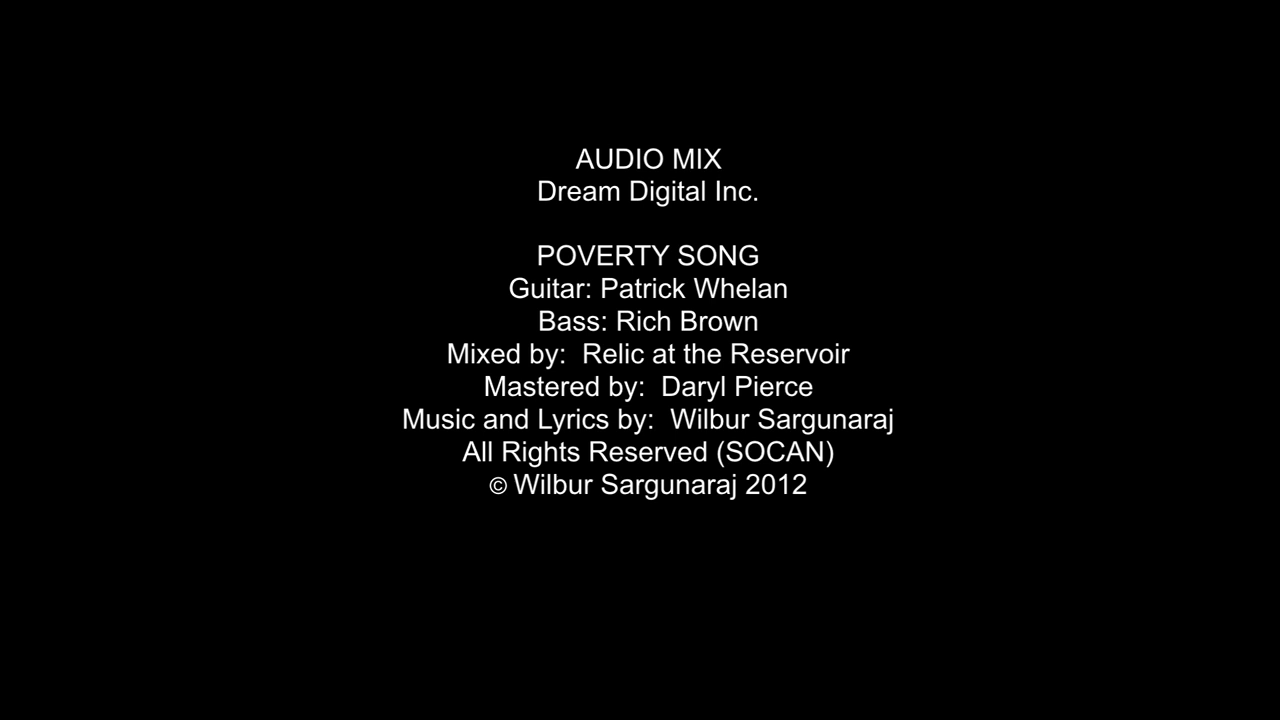 AUDIO MIX
Dream Digital Inc.
POVERTY SONG
Guitar: Patrick Whelan
Bass: Rich Brown
Mixed by:  Relic at the Reservoir
Mastered by:  Daryl Pierce
Music and Lyrics by:  Wilbur Sargunaraj
All Rights Reserved (SOCAN)
© Wilbur Sargunaraj 2012